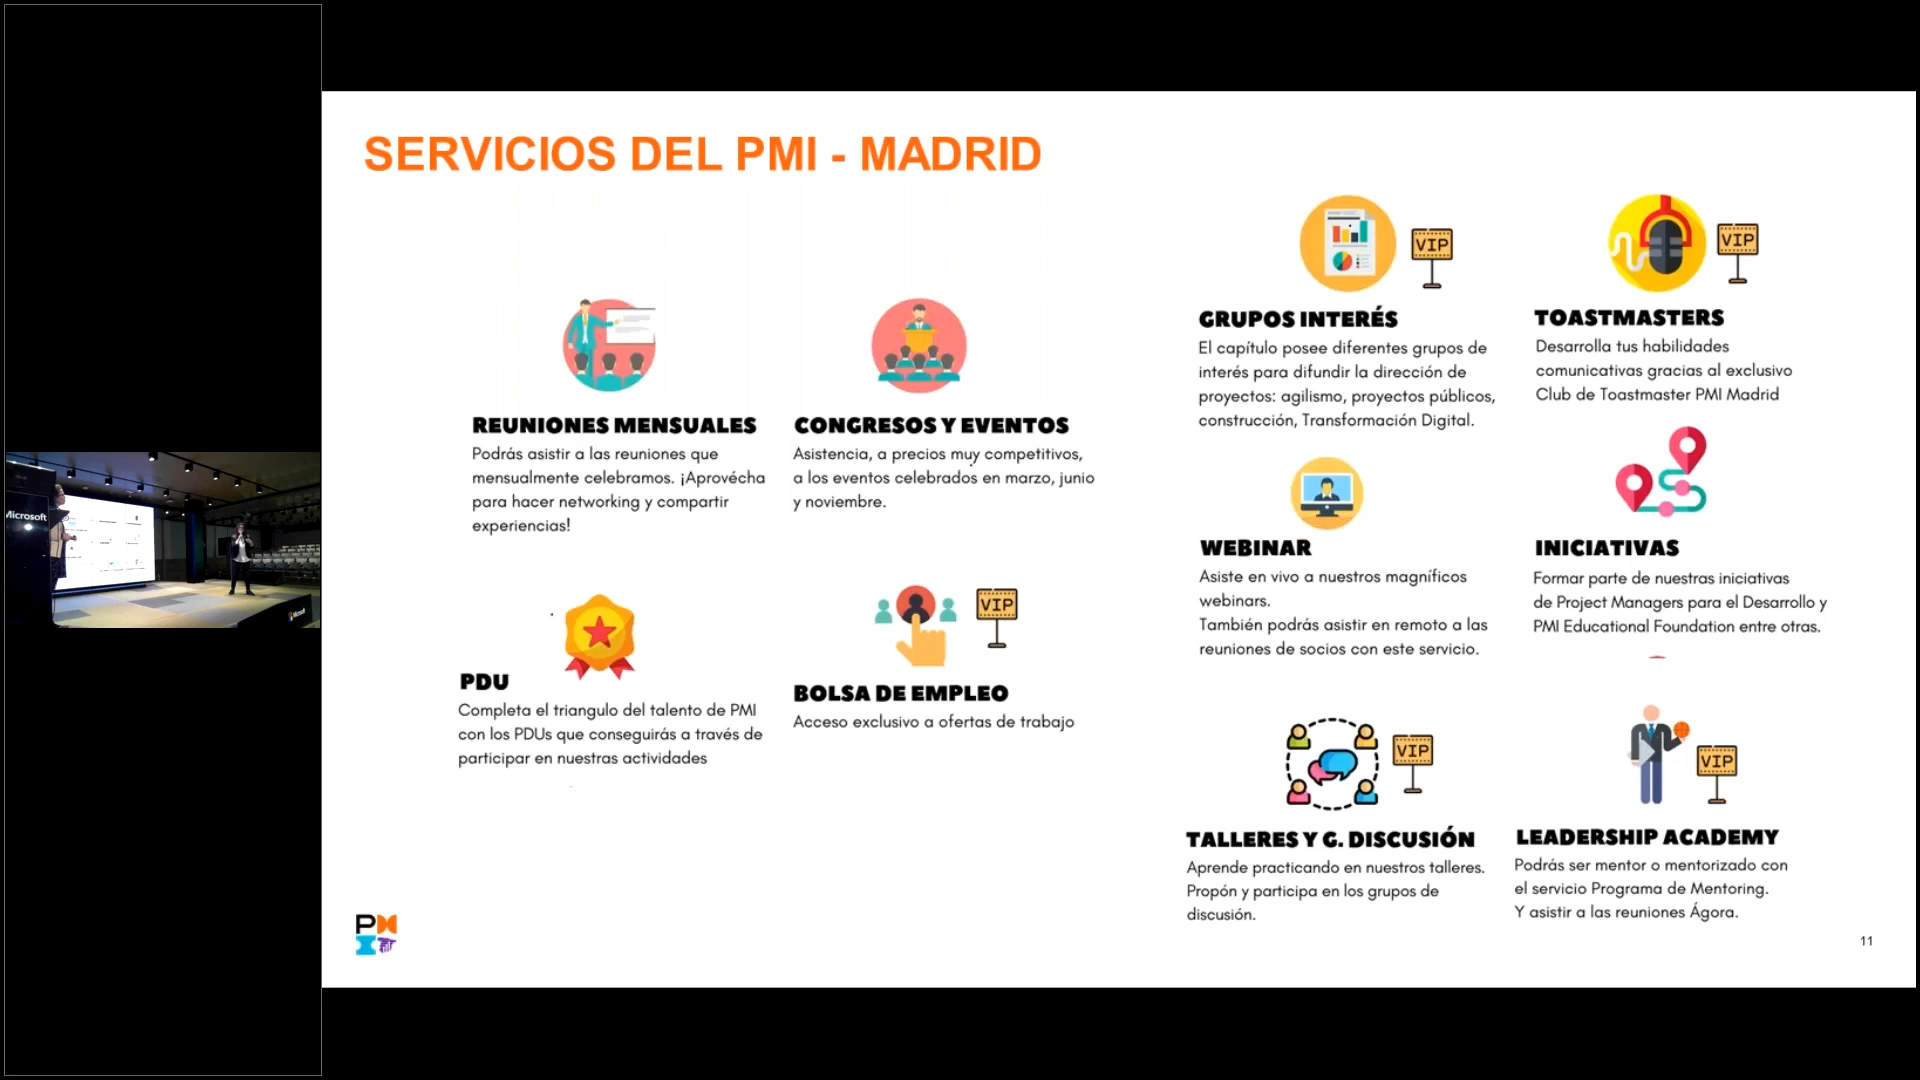 SERVICIOS DEL PMI - MADRID
REUNIONES MENSUALES
Podrás asistir a las reuniones que
mensualmente celebramos. ¡Aprovécha
para hacer networking y compartir
experiencias!
CONGRESOS Y EVENTOS
Asistencia, a precios muy competitivos,
a los eventos celebrados en marzo, junio
y noviembre.
PDU
Completa el triangulo del talento de PMI
con los PDUs que conseguirás a través de
participar en nuestras actividades
VIP
BOLSA DE EMPLEO
Acceso exclusivo a ofertas de trabajo
VIP
GRUPOS INTERÉS
El capítulo posee diferentes grupos de
interés para difundir la dirección de
proyectos: agilismo, proyectos públicos,
construcción, Transformación Digital.
VIP
TOASTMASTERS
Desarrolla tus habilidades
comunicativas gracias al exclusivo
Club de Toastmaster PMI Madrid
WEBINAR
Asiste en vivo a nuestros magníficos
webinars.
También podrás asistir en remoto a las
reuniones de socios con este servicio.
INICIATIVAS
Formar parte de nuestras iniciativas
de Project Managers para el Desarrollo y
PMI Educational Foundation entre otras.
VIP
TALLERES Y G. DISCUSIÓN
Aprende practicando en nuestros talleres.
Propón y participa en los grupos de
discusión.
VIP
LEADERSHIP ACADEMY
Podrás ser mentor o mentorizado con
el servicio Programa de Mentoring.
Y asistir a las reuniones Ágora.
11
Microsoft